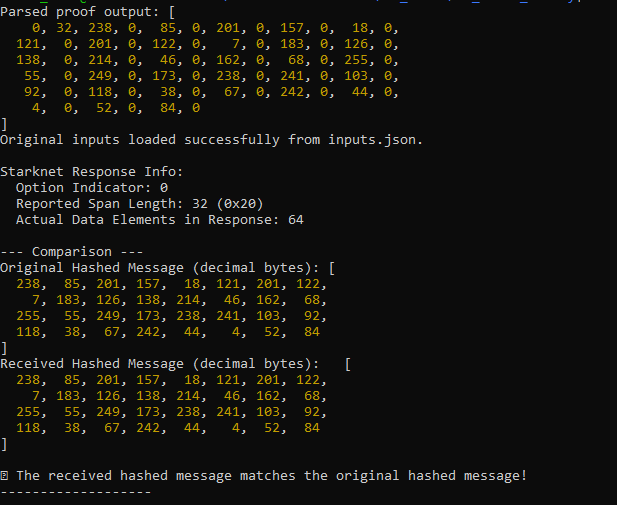 Parsed proof output: [
0, 32, 238, 0, 85, 0, 201, 0, 157, 0, 18, 0,
121, 0, 201, 0, 122, 0, 7, 0, 183, 0, 126, 0,
138, 0, 214, 0, 46, 0, 162, 0, 68, 0, 255, 0,
55, 0, 249, 0, 173, 0, 238, 0, 241, 0, 103, 0,
92, 0, 118, 0, 38, 0, 67, 0, 242, 0, 44, 0,
4, 0, 52, 0, 84, 0
]
Original inputs loaded successfully from inputs.json.
Starknet Response Info:
Option Indicator: 0
Reported Span Length: 32 (0x20)
Actual Data Elements in Response: 64
--- Comparison ---
Original Hashed Message (decimal bytes): [
238, 85, 201, 157, 18, 121, 201, 122,
7, 183, 126, 138, 214, 46, 162, 68,
255, 55, 249, 173, 238, 241, 103, 92,
118, 38, 67, 242, 44, 4, 52, 84
]
Received Hashed Message (decimal bytes): [
238, 85, 201, 157, 18, 121, 201, 122,
7, 183, 126, 138, 214, 46, 162, 68,
255, 55, 249, 173, 238, 241, 103, 92,
118, 38, 67, 242, 44, 4, 52, 84
]
The received hashed message matches the original hashed message!
-------------------